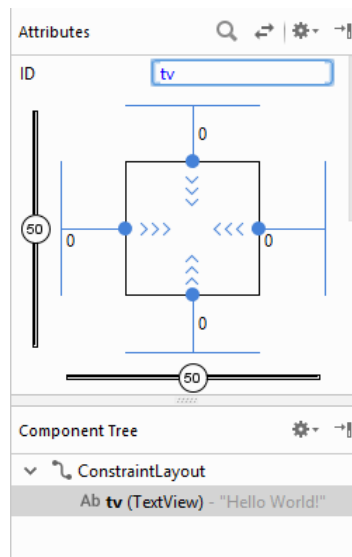 Attributes
ID tv
0
50
0
0
0
50
Component Tree
ConstraintLayout
Ab tv (TextView) - "Hello World!"